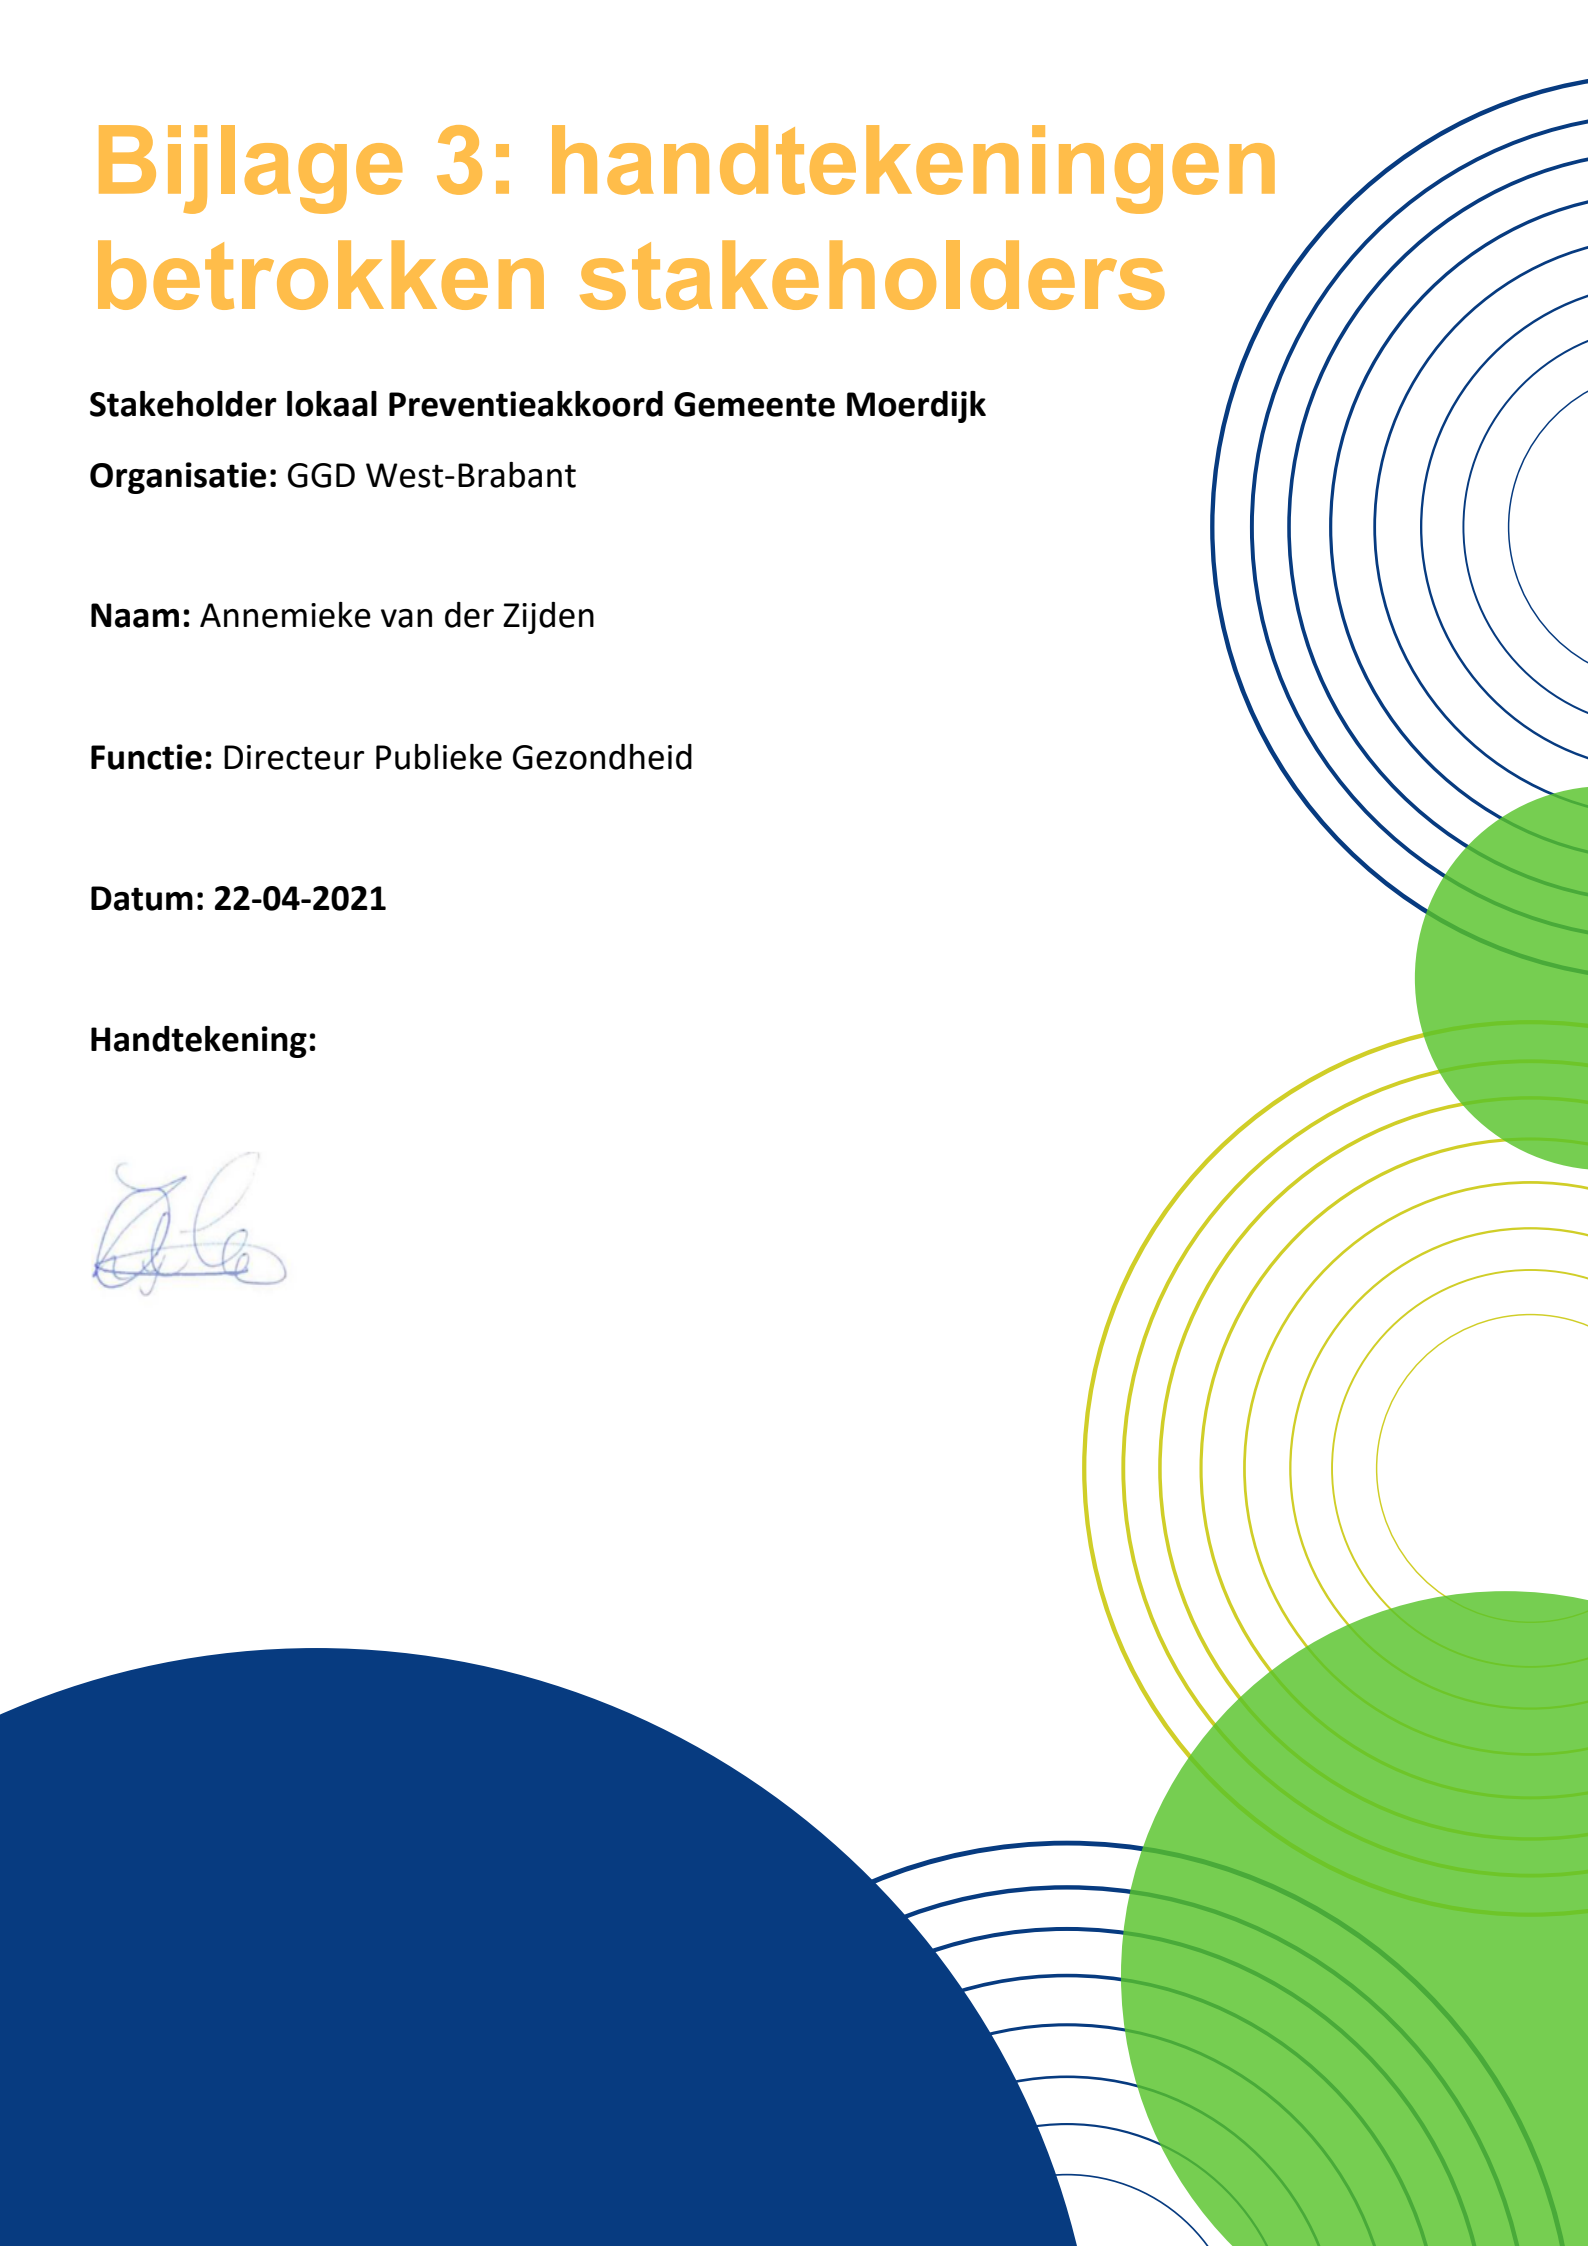 Bijlage 3: handtekeningen
betrokken stakeholders
Stakeholder lokaal Preventieakkoord Gemeente Moerdijk
Organisatie: GGD West-Brabant
Naam: Annemieke van der Zijden
Functie: Directeur Publieke Gezondheid
Datum: 22-04-2021
Handtekening: